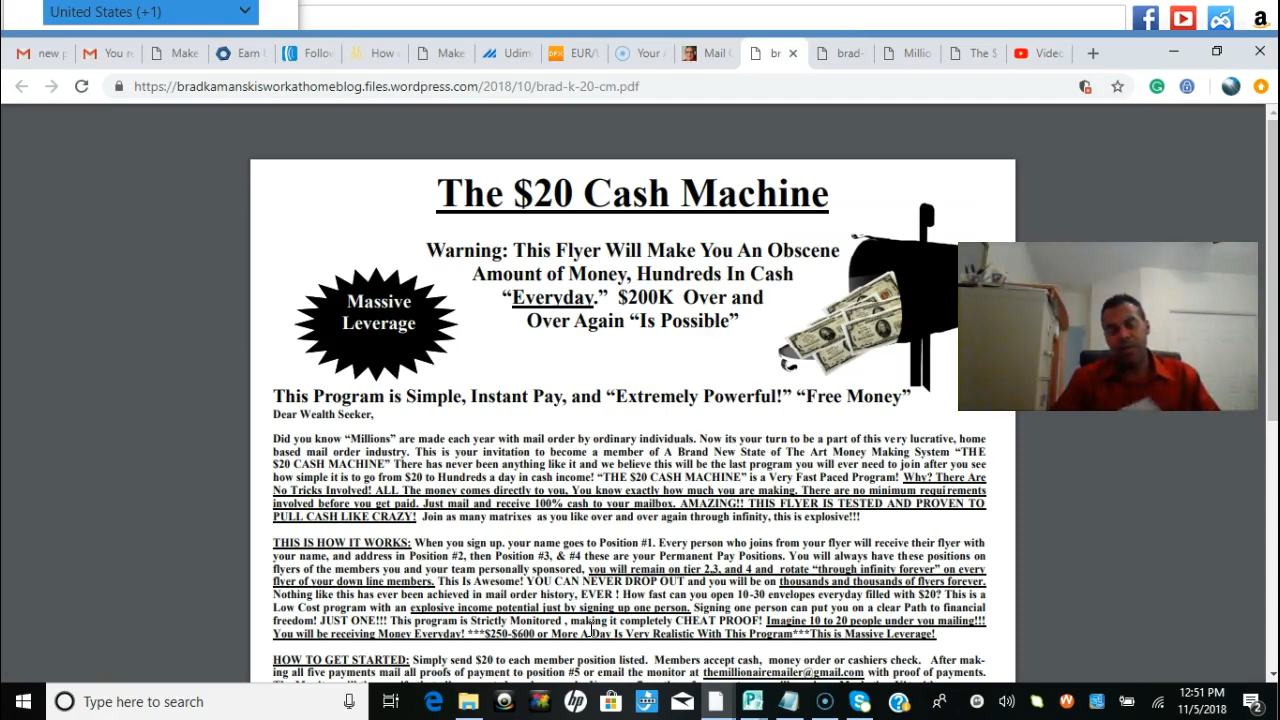 United States (+1)
new p
You re
Make
Earn U
Follov
How
Make
Udim
EUR/U
Your
Mail C
br
brad-
Millio
The $
Videc
https://bradkamanskisworkathomeblog.files.wordpress.com/2018/10/brad-k-20-cm.pdf
The $20 Cash Machine
Warning: This Flyer Will Make You An Obscene
Amount of Money, Hundreds In Cash
“Everyday.” $200K Over and
Over Again “Is Possible”
Massive
Leverage
This Program is Simple, Instant Pay, and “Extremely Powerful!” “Free Money”
Dear Wealth Seeker,
Did you know “Millions” are made each year with mail order by ordinary individuals. Now its your turn to be a part of this very lucrative, home
based mail order industry. This is your invitation to become a member of A Brand New State of The Art Money Making System “THE
$20 CASH MACHINE” There has never been anything like it and we believe this will be the last program you will ever need to join after you see
how simple it is to go from $20 to Hundreds a day in cash income! “THE $20 CASH MACHINE” is a Very Fast Paced Program! Why? There Are
No Tricks Involved! ALL The money comes directly to you, You know exactly how much you are making. There are no minimum requirements
involved before you get paid. Just mail and receive 100% cash to your mailbox. AMAZING!! THIS FLYER IS TESTED AND PROVEN TO
PULL CASH LIKE CRAZY! Join as many matrixes as you like over and over again through infinity, this is explosive!!!
THIS IS HOW IT WORKS: When you sign up, your name goes to Position #1. Every person who joins from your flyer will receive their flyer with
your name, and address in Position #2, then Position #3, & #4 these are your Permanent Pay Positions. You will always have these positions on
flyers of the members you and your team personally sponsored, you will remain on tier 2,3, and 4 and rotate “through infinity forever” on every
flyer of your down line members. This Is Awesome! YOU CAN NEVER DROP OUT and you will be on thousands and thousands of flyers forever.
Nothing like this has ever been achieved in mail order history, EVER ! How fast can you open 10-30 envelopes everyday filled with $20? This is a
Low Cost program with an explosive income potential just by signing up one person. Signing one person can put you on a clear Path to financial
freedom! JUST ONE!!! This program is Strictly Monitored , making it completely CHEAT PROOF! Imagine 10 to 20 people under you mailing!!!
You will be receiving Money Everyday! ***$250-$600 or More A Day Is Very Realistic With This Program***This is Massive Leverage!
HOW TO GET STARTED: Simply send $20 to each member position listed. Members accept cash, money order or cashiers check. After mak-
ing all five payments mail all proofs of payment to position #5 or email the monitor at themillionairemailer@gmail.com with proof of payments.
Type here to search
12:51 PM
11/5/2018